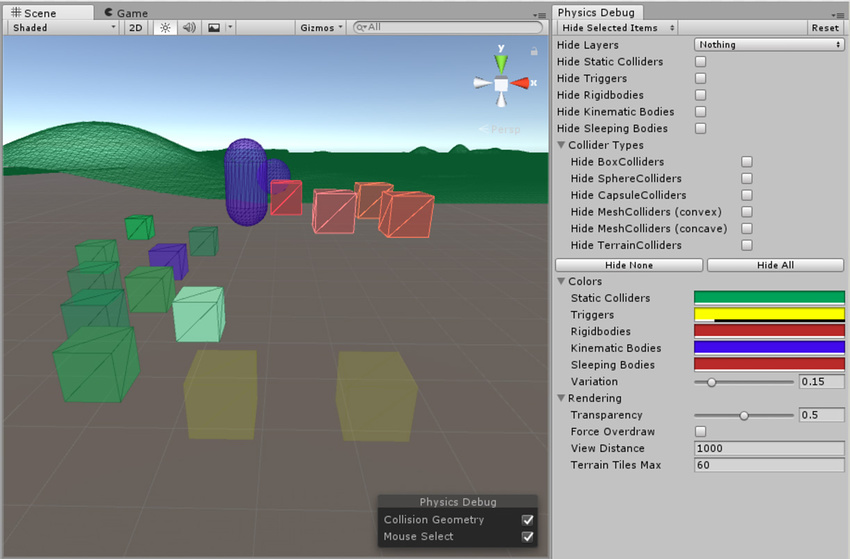 Scene Game
Shaded 2D Gizmos All
y
x
Persp
Physics Debug
Collision Geometry
Mouse Select
Physics Debug
Hide Selected Items Reset
Hide Layers Nothing
Hide Static Colliders
Hide Triggers
Hide Rigidbodies
Hide Kinematic Bodies
Hide Sleeping Bodies
Collider Types
Hide BoxColliders
Hide SphereColliders
Hide CapsuleColliders
Hide MeshColliders (convex)
Hide MeshColliders (concave)
Hide TerrainColliders
Hide None Hide All
Colors
Static Colliders
Triggers
Rigidbodies
Kinematic Bodies
Sleeping Bodies
Variation 0.15
Rendering
Transparency 0.5
Force Overdraw
View Distance 1000
Terrain Tiles Max 60